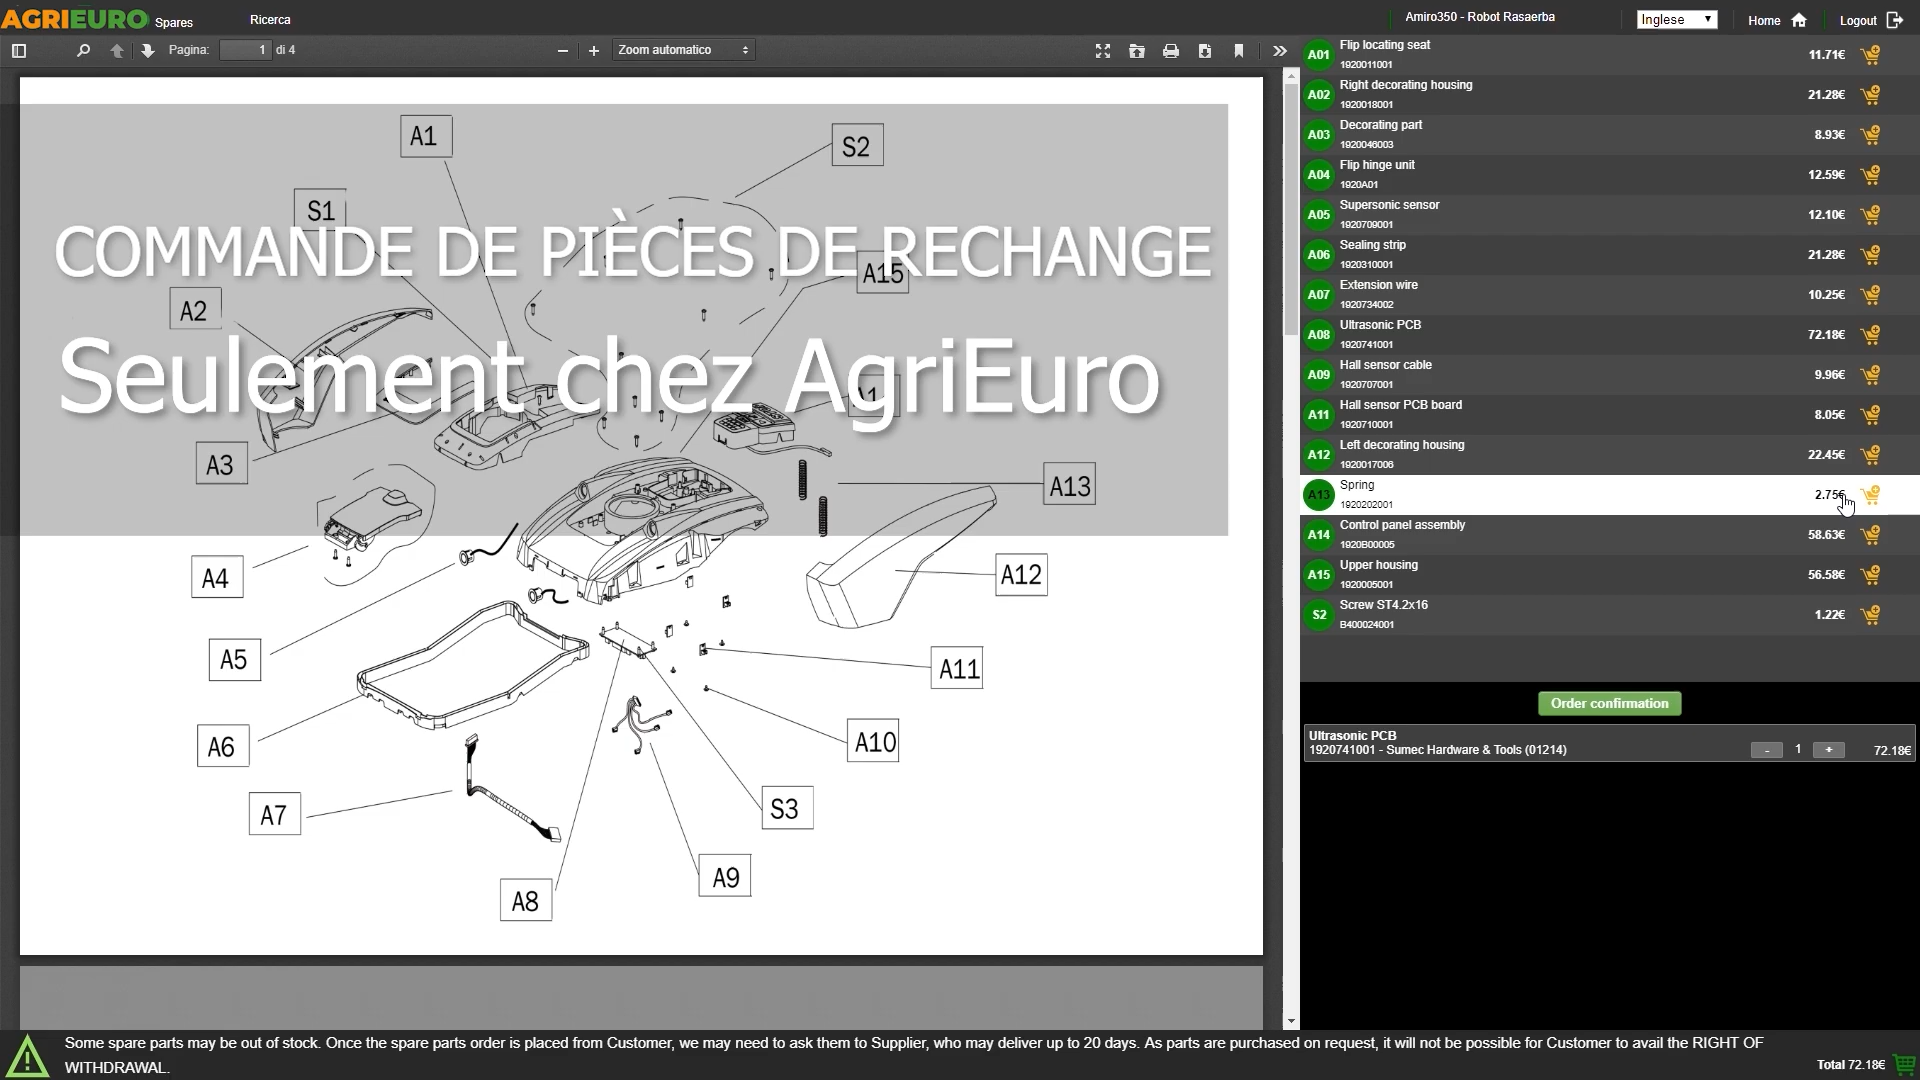 AGRIEURO Spares
Ricerca
Amiro350 - Robot Rasaerba
Inglese
Home
Logout
Pagina: 1 di 4
Zoom automatico
A1
S2
S1
COMMANDE DE PIÈCES DE RECHANGE
A15
A2
Seulement chez AgriEuro
A3
A13
A4
A12
A5
A11
A6
A10
A7
S3
A9
A8
A01 Flip locating seat 11.71€
1920011001
A02 Right decorating housing 21.28€
1920018001
A03 Decorating part 8.93€
1920046003
A04 Flip hinge unit 12.59€
1920A01
A05 Supersonic sensor 12.10€
1920709001
A06 Sealing strip 21.28€
1920310001
A07 Extension wire 10.25€
1920734002
A08 Ultrasonic PCB 72.18€
1920741001
A09 Hall sensor cable 9.96€
1920707001
A11 Hall sensor PCB board 8.05€
1920710001
A12 Left decorating housing 22.45€
1920017006
A13 Spring 2.75€
1920202001
A14 Control panel assembly 58.63€
1920B00005
A15 Upper housing 56.58€
1920005001
S2 Screw ST4.2x16 1.22€
B400024001
Order confirmation
Ultrasonic PCB
1920741001 - Sumec Hardware & Tools (01214) - 1 + 72.18€
Some spare parts may be out of stock. Once the spare parts order is placed from Customer, we may need to ask them to Supplier, who may deliver up to 20 days. As parts are purchased on request, it will not be possible for Customer to avail the RIGHT OF
WITHDRAWAL.
Total 72.18€